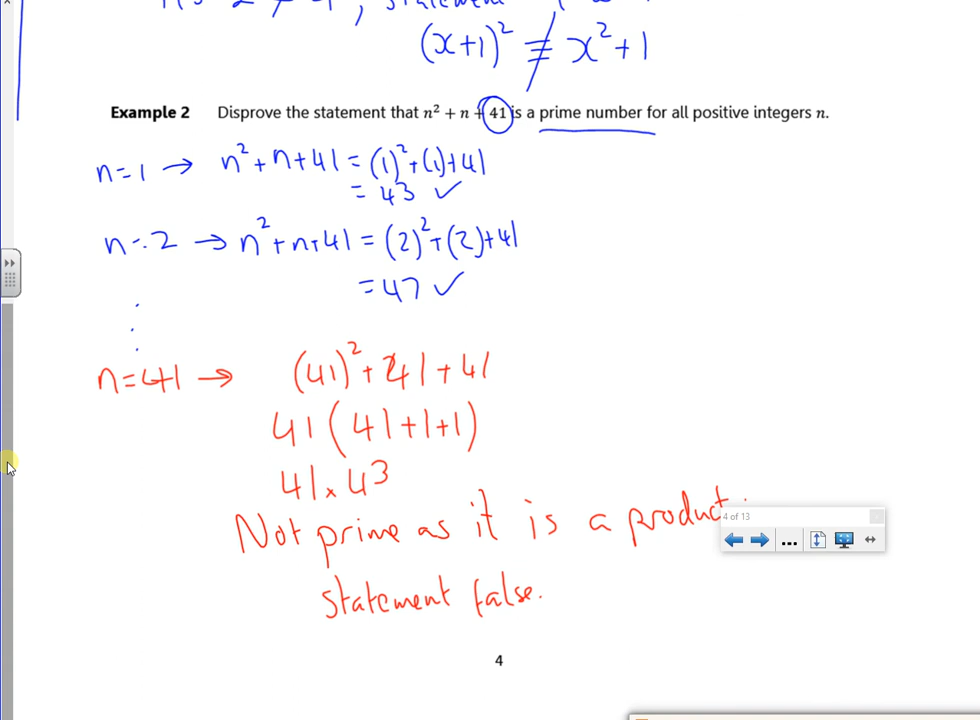 statement
(x+1)² ≢ x²+1
Example 2 Disprove the statement that n² + n + 41 is a prime number for all positive integers n.
n=1 → n²+n+41 = (1)²+(1)+41
= 43 ✓
n=2 → n²+n+41 = (2)²+(2)+41
= 47 ✓
⋮
n=41 → (41)²+41+41
41(41+1+1)
41×43
Not prime as it is a product
4 of 13
...
statement false.
4